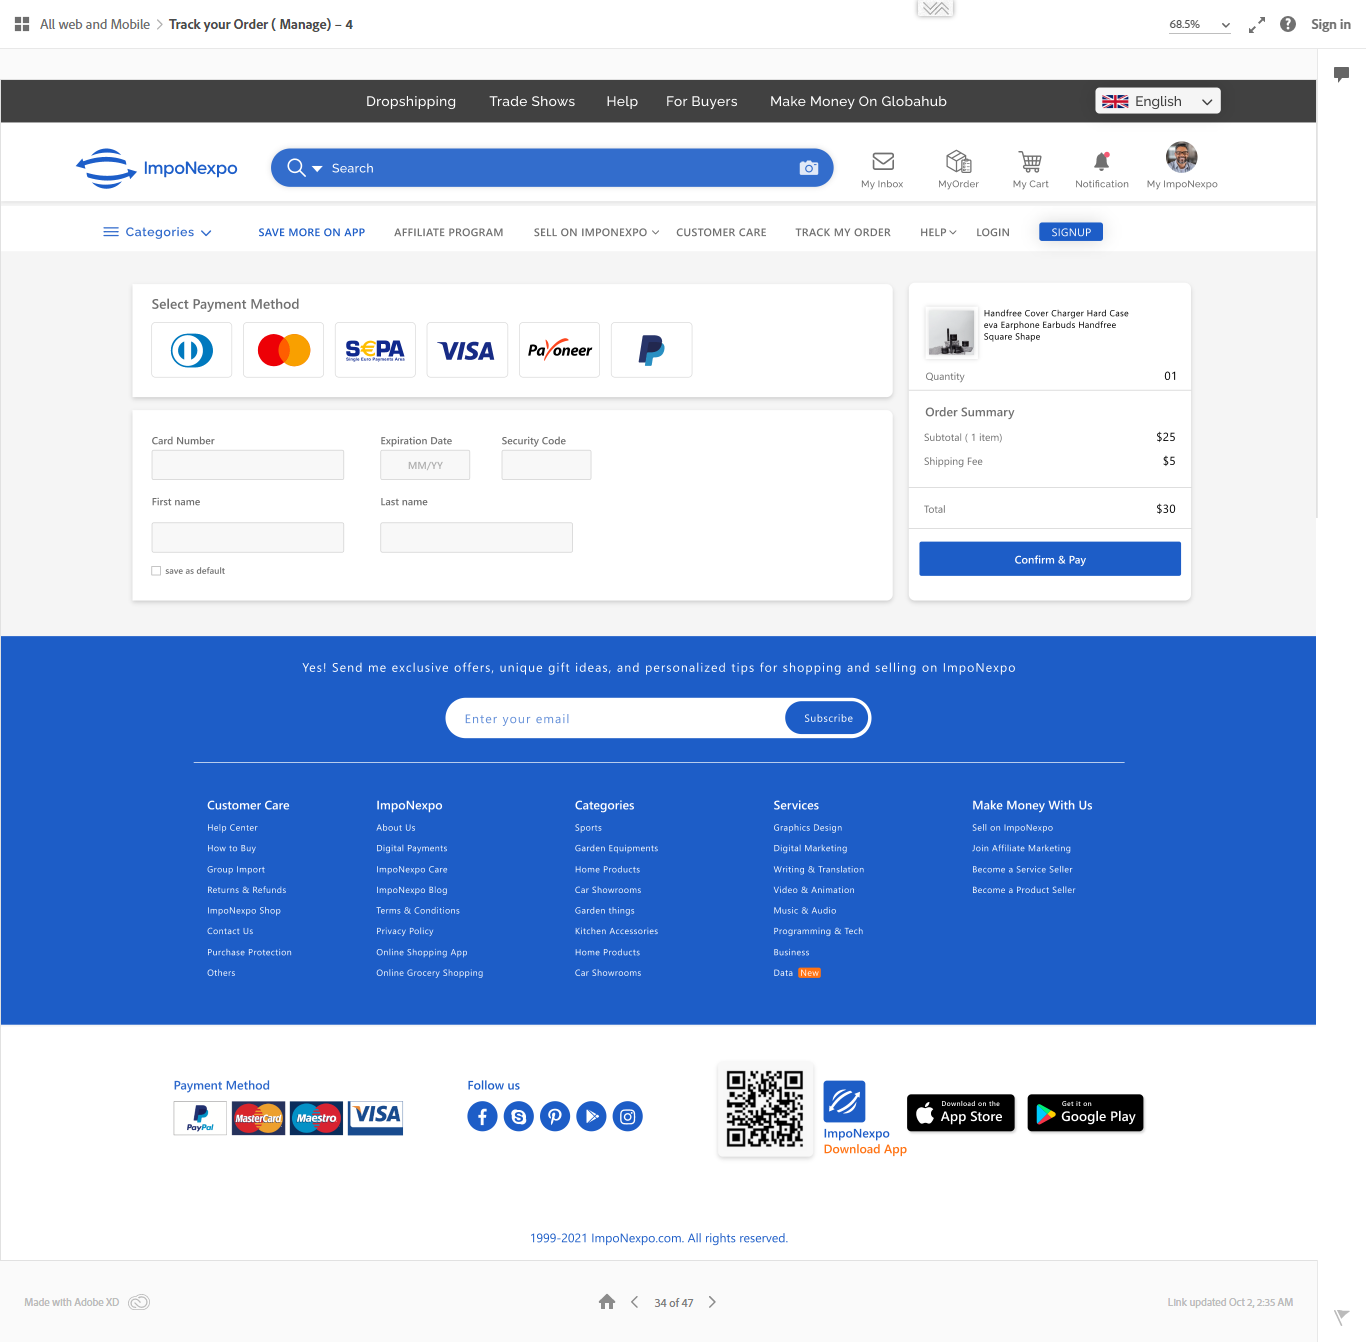 All web and Mobile > Track your Order ( Manage) – 4
68.5%
Sign in
Dropshipping Trade Shows Help For Buyers Make Money On Globahub
English
ImpoNexpo
Search
My Inbox MyOrder My Cart Notification My ImpoNexpo
Categories
SAVE MORE ON APP AFFILIATE PROGRAM SELL ON IMPONEXPO CUSTOMER CARE TRACK MY ORDER HELP LOGIN SIGNUP
Select Payment Method
SEPA
Single Euro Payments Area
VISA
Payoneer
Card Number Expiration Date Security Code
MM/YY
First name Last name
save as default
Handfree Cover Charger Hard Case
eva Earphone Earbuds Handfree
Square Shape
Quantity 01
Order Summary
Subtotal ( 1 item) $25
Shipping Fee $5
Total $30
Confirm & Pay
Yes! Send me exclusive offers, unique gift ideas, and personalized tips for shopping and selling on ImpoNexpo
Enter your email Subscribe
Customer Care
Help Center
How to Buy
Group Import
Returns & Refunds
ImpoNexpo Shop
Contact Us
Purchase Protection
Others
ImpoNexpo
About Us
Digital Payments
ImpoNexpo Care
ImpoNexpo Blog
Terms & Conditions
Privacy Policy
Online Shopping App
Online Grocery Shopping
Categories
Sports
Garden Equipments
Home Products
Car Showrooms
Garden things
Kitchen Accessories
Home Products
Car Showrooms
Services
Graphics Design
Digital Marketing
Writing & Translation
Video & Animation
Music & Audio
Programming & Tech
Business
Data New
Make Money With Us
Sell on ImpoNexpo
Join Affiliate Marketing
Become a Service Seller
Become a Product Seller
Payment Method
PayPal MasterCard Maestro VISA
Follow us
ImpoNexpo
Download App
Download on the
App Store
Get it on
Google Play
1999-2021 ImpoNexpo.com. All rights reserved.
Made with Adobe XD
34 of 47
Link updated Oct 2, 2:35 AM